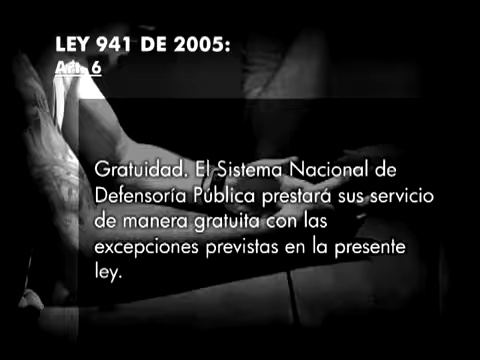 LEY 941 DE 2005:
Art. 6
Gratuidad. El Sistema Nacional de
Defensoría Pública prestará sus servicio
de manera gratuita con las
excepciones previstas en la presente
ley.